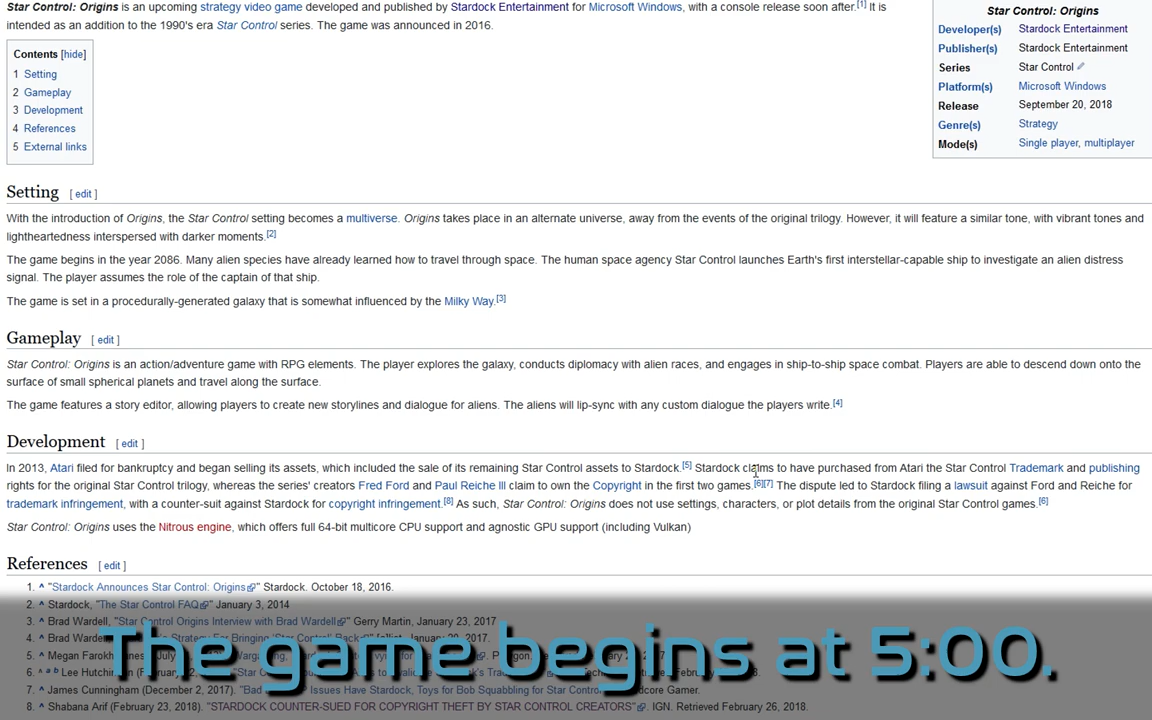 Star Control: Origins is an upcoming strategy video game developed and published by Stardock Entertainment for Microsoft Windows, with a console release soon after.[1] It is
intended as an addition to the 1990's era Star Control series. The game was announced in 2016.
Contents [hide]
1 Setting
2 Gameplay
3 Development
4 References
5 External links
Star Control: Origins
Developer(s) Stardock Entertainment
Publisher(s) Stardock Entertainment
Series Star Control
Platform(s) Microsoft Windows
Release September 20, 2018
Genre(s) Strategy
Mode(s) Single player, multiplayer
Setting [ edit ]
With the introduction of Origins, the Star Control setting becomes a multiverse. Origins takes place in an alternate universe, away from the events of the original trilogy. However, it will feature a similar tone, with vibrant tones and
lightheartedness interspersed with darker moments.[2]
The game begins in the year 2086. Many alien species have already learned how to travel through space. The human space agency Star Control launches Earth's first interstellar-capable ship to investigate an alien distress
signal. The player assumes the role of the captain of that ship.
The game is set in a procedurally-generated galaxy that is somewhat influenced by the Milky Way.[3]
Gameplay [ edit ]
Star Control: Origins is an action/adventure game with RPG elements. The player explores the galaxy, conducts diplomacy with alien races, and engages in ship-to-ship space combat. Players are able to descend down onto the
surface of small spherical planets and travel along the surface.
The game features a story editor, allowing players to create new storylines and dialogue for aliens. The aliens will lip-sync with any custom dialogue the players write.[4]
Development [ edit ]
In 2013, Atari filed for bankruptcy and began selling its assets, which included the sale of its remaining Star Control assets to Stardock.[5] Stardock claims to have purchased from Atari the Star Control Trademark and publishing
rights for the original Star Control trilogy, whereas the series' creators Fred Ford and Paul Reiche III claim to own the Copyright in the first two games.[6][7] The dispute led to Stardock filing a lawsuit against Ford and Reiche for
trademark infringement, with a counter-suit against Stardock for copyright infringement.[8] As such, Star Control: Origins does not use settings, characters, or plot details from the original Star Control games.[6]
Star Control: Origins uses the Nitrous engine, which offers full 64-bit multicore CPU support and agnostic GPU support (including Vulkan)
References [ edit ]
1. ^ "Stardock Announces Star Control: Origins" Stardock. October 18, 2016.
2. ^ Stardock, "The Star Control FAQ" January 3, 2014
3. ^ Brad Wardell, "Star Control Origins Interview with Brad Wardell" Gerry Martin, January 23, 2017
4. ^ Brad Strategy For Bringing 'Star Control' January 2017.
5. ^ Megan
6. ^ a b Lee
7. ^ James Cunningham (December 2, 2017). "Bad Issues Have Stardock, Toys for Bob Squabbling for Star Gamer.
8. ^ Shabana Arif (February 23, 2018). "STARDOCK COUNTER-SUED FOR COPYRIGHT THEFT BY STAR CONTROL CREATORS". IGN. Retrieved February 26, 2018.
The game begins at 5:00.